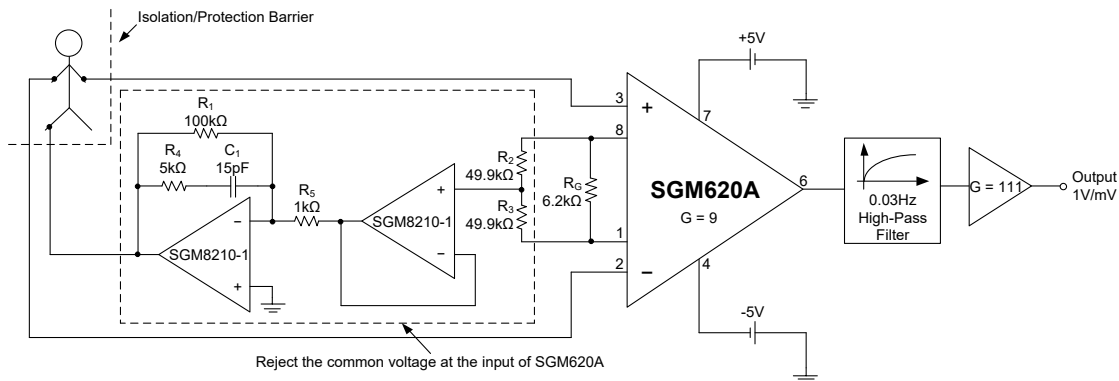 Isolation/Protection Barrier
+5V
R1
100kΩ
R4
5kΩ
C1
15pF
R5
1kΩ
R2
49.9kΩ
R3
49.9kΩ
RG
6.2kΩ
3
+
8
7
SGM620A
G = 9
6
1
2
−
4
-5V
+
SGM8210-1
−
−
SGM8210-1
+
0.03Hz
High-Pass
Filter
G = 111
Output
1V/mV
Reject the common voltage at the input of SGM620A